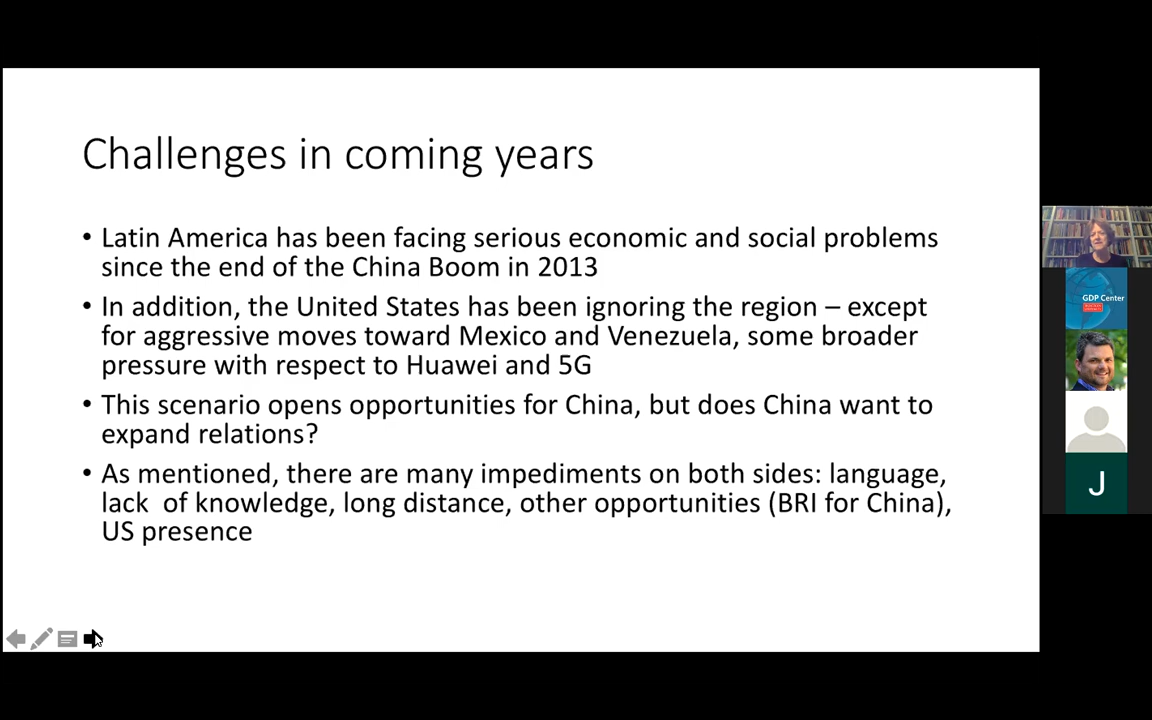 Challenges in coming years
• Latin America has been facing serious economic and social problems
since the end of the China Boom in 2013
• In addition, the United States has been ignoring the region – except
for aggressive moves toward Mexico and Venezuela, some broader
pressure with respect to Huawei and 5G
• This scenario opens opportunities for China, but does China want to
expand relations?
• As mentioned, there are many impediments on both sides: language,
lack  of knowledge, long distance, other opportunities (BRI for China),
US presence
GDP Center
J